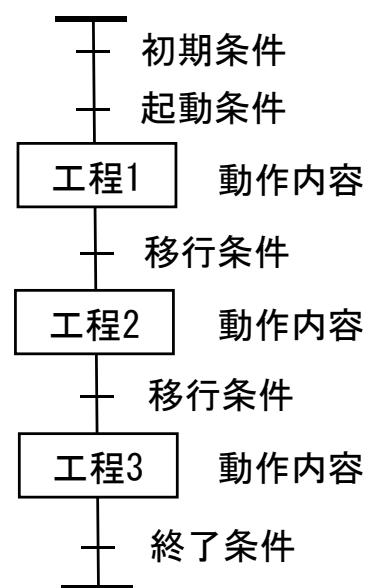 初期条件
起動条件
工程1 動作内容
移行条件
工程2 動作内容
移行条件
工程3 動作内容
終了条件